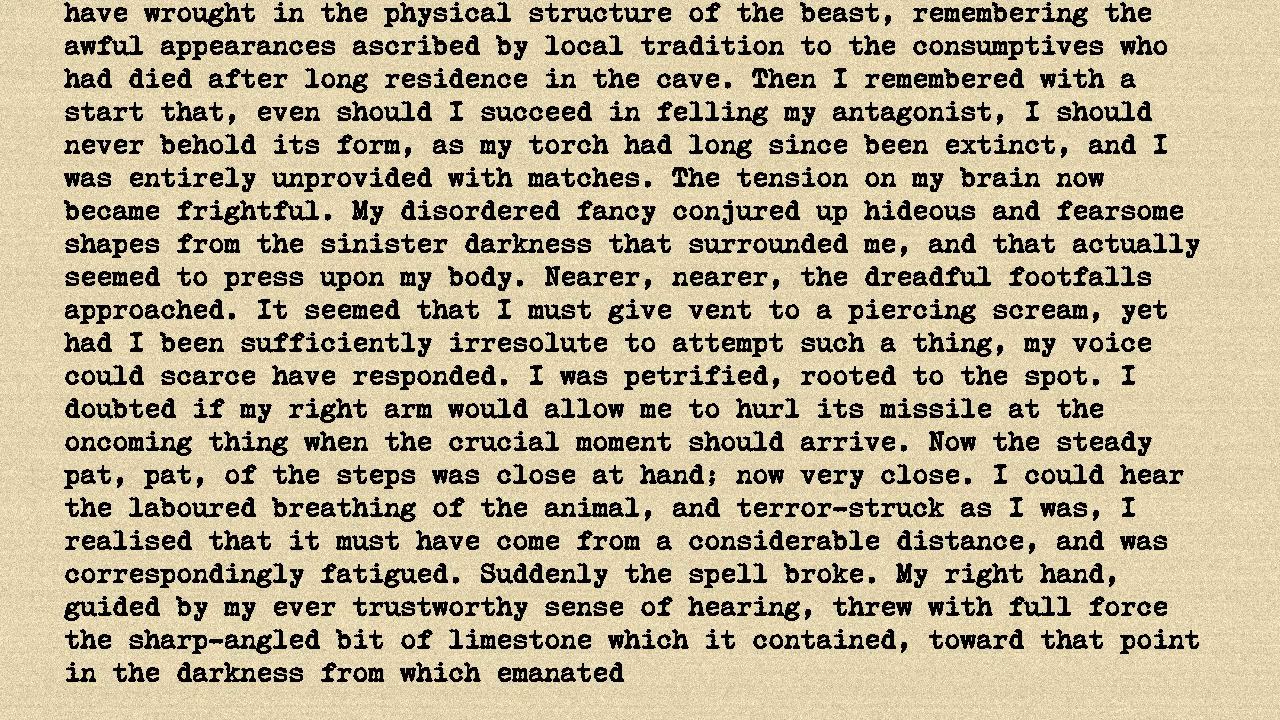 have wrought in the physical structure of the beast, remembering the
awful appearances ascribed by local tradition to the consumptives who
had died after long residence in the cave. Then I remembered with a
start that, even should I succeed in felling my antagonist, I should
never behold its form, as my torch had long since been extinct, and I
was entirely unprovided with matches. The tension on my brain now
became frightful. My disordered fancy conjured up hideous and fearsome
shapes from the sinister darkness that surrounded me, and that actually
seemed to press upon my body. Nearer, nearer, the dreadful footfalls
approached. It seemed that I must give vent to a piercing scream, yet
had I been sufficiently irresolute to attempt such a thing, my voice
could scarce have responded. I was petrified, rooted to the spot. I
doubted if my right arm would allow me to hurl its missile at the
oncoming thing when the crucial moment should arrive. Now the steady
pat, pat, of the steps was close at hand; now very close. I could hear
the laboured breathing of the animal, and terror-struck as I was, I
realised that it must have come from a considerable distance, and was
correspondingly fatigued. Suddenly the spell broke. My right hand,
guided by my ever trustworthy sense of hearing, threw with full force
the sharp-angled bit of limestone which it contained, toward that point
in the darkness from which emanated